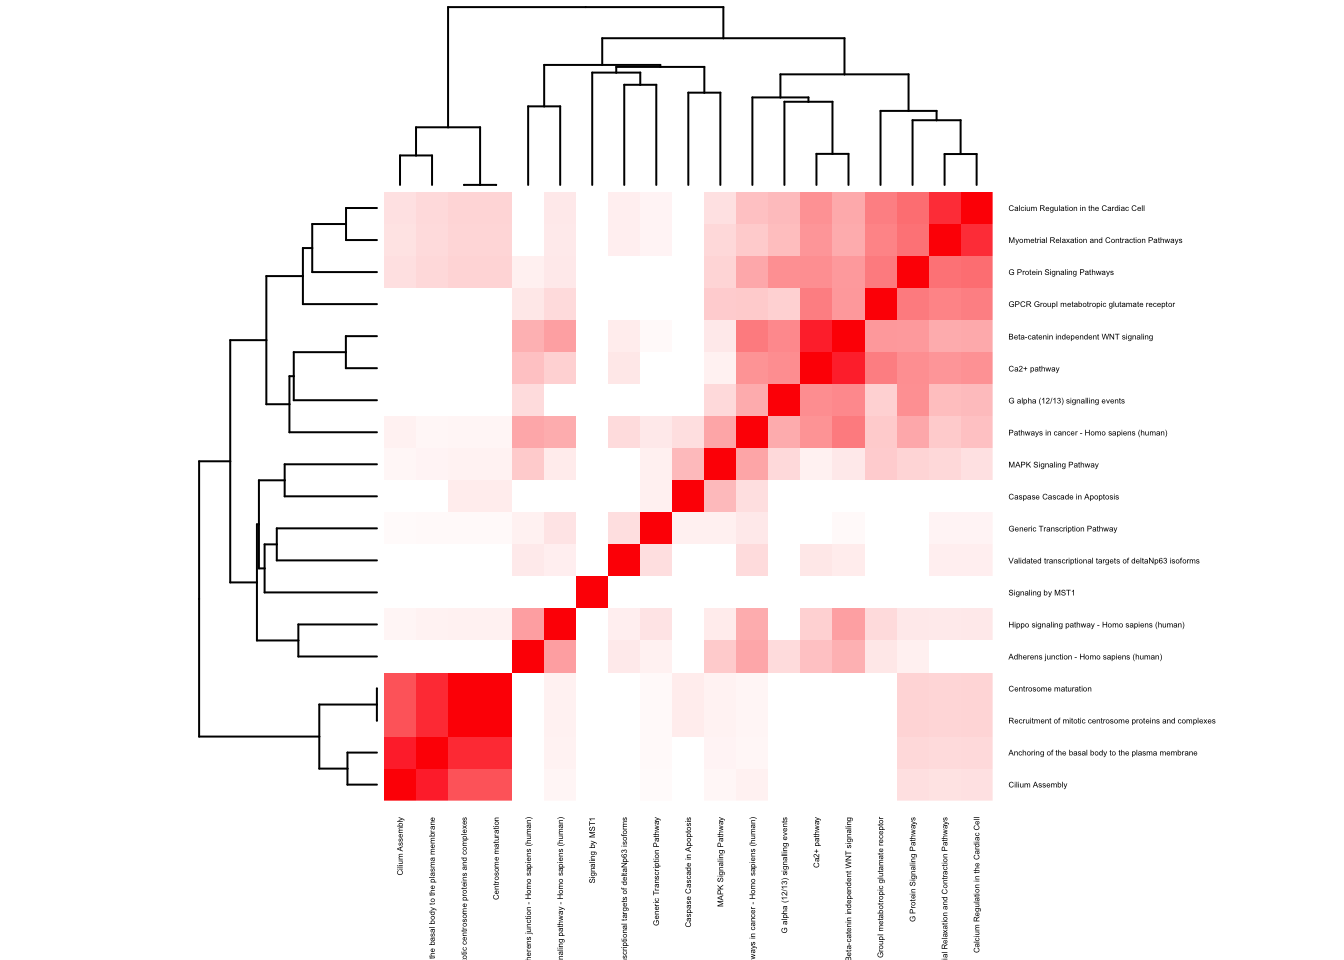 Calcium Regulation in the Cardiac Cell
Myometrial Relaxation and Contraction Pathways
G Protein Signaling Pathways
GPCR GroupI metabotropic glutamate receptor
Beta-catenin independent WNT signaling
Ca2+ pathway
G alpha (12/13) signalling events
Pathways in cancer - Homo sapiens (human)
MAPK Signaling Pathway
Caspase Cascade in Apoptosis
Generic Transcription Pathway
Validated transcriptional targets of deltaNp63 isoforms
Signaling by MST1
Hippo signaling pathway - Homo sapiens (human)
Adherens junction - Homo sapiens (human)
Centrosome maturation
Recruitment of mitotic centrosome proteins and complexes
Anchoring of the basal body to the plasma membrane
Cilium Assembly
Cilium Assembly
the basal body to the plasma membrane
otic centrosome proteins and complexes
Centrosome maturation
herens junction - Homo sapiens (human)
naling pathway - Homo sapiens (human)
Signaling by MST1
scriptional targets of deltaNp63 isoforms
Generic Transcription Pathway
Caspase Cascade in Apoptosis
MAPK Signaling Pathway
ways in cancer - Homo sapiens (human)
G alpha (12/13) signalling events
Ca2+ pathway
Beta-catenin independent WNT signaling
GroupI metabotropic glutamate receptor
G Protein Signaling Pathways
ial Relaxation and Contraction Pathways
Calcium Regulation in the Cardiac Cell